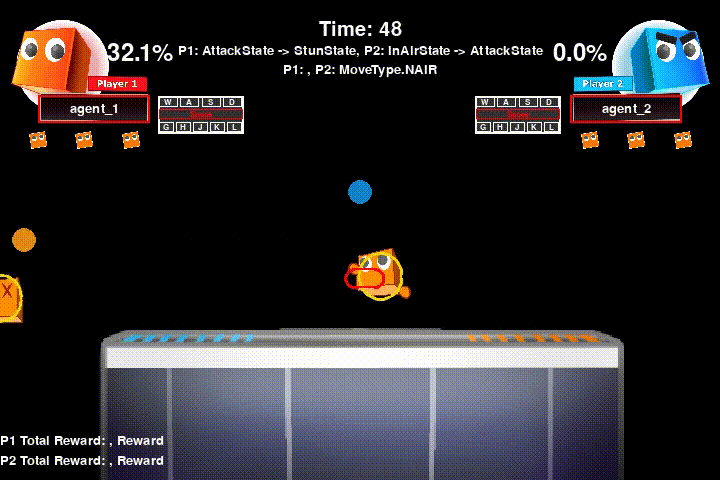 Time: 48
32.1%
P1: AttackState -> StunState, P2: InAirState -> AttackState
0.0%
P1: , P2: MoveType.NAIR
Player 1
Player 2
agent_1
W A S D
G H J K L
W A S D
G H J K L
agent_2
P1 Total Reward: , Reward
P2 Total Reward: , Reward